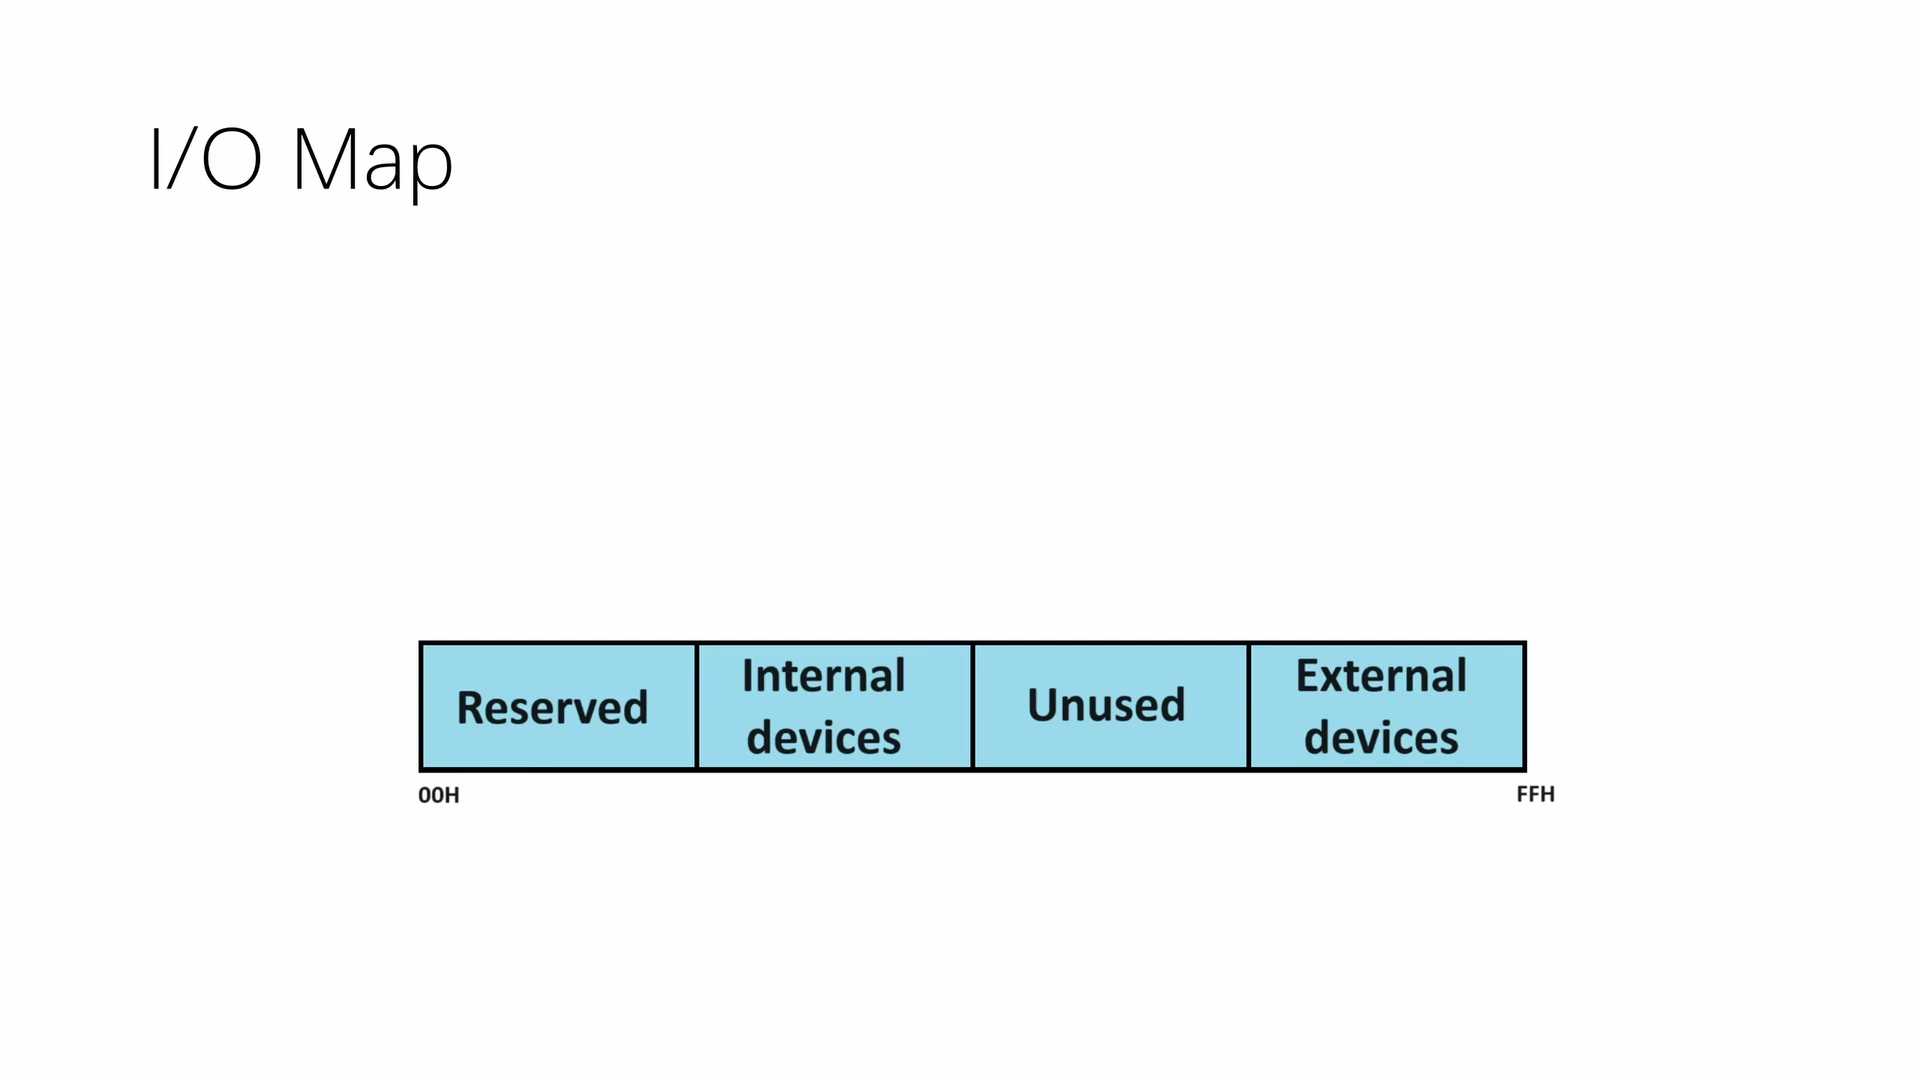 I/O Map
Reserved
Internal
devices
Unused
External
devices
00H
FFH